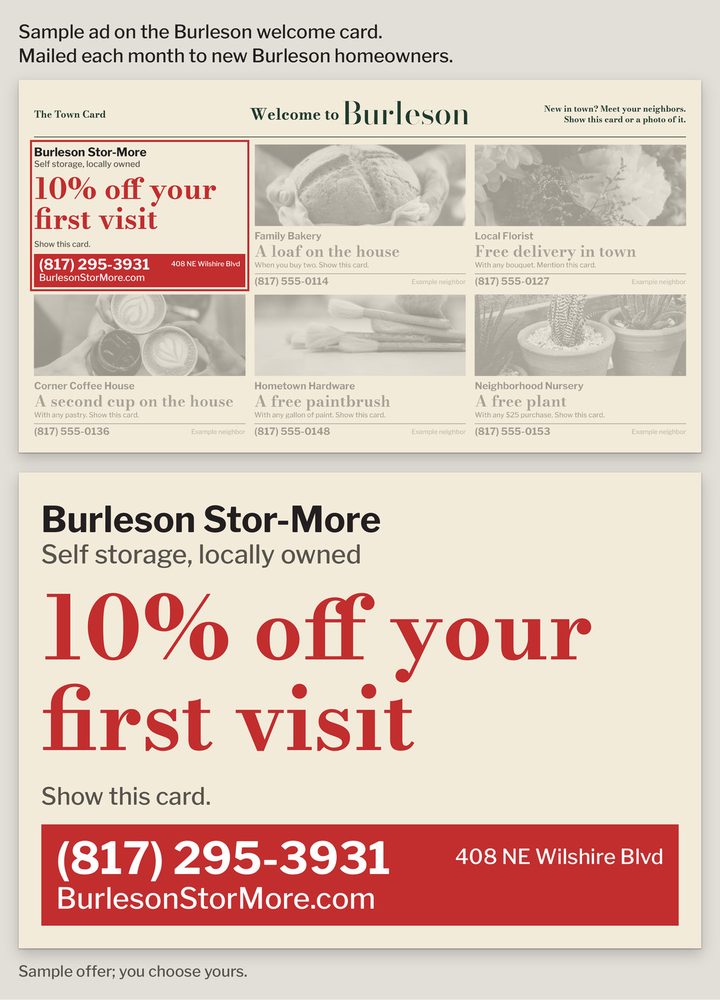 Sample ad on the Burleson welcome card.
Mailed each month to new Burleson homeowners.
The Town Card
Welcome to Burleson
New in town? Meet your neighbors.
Show this card or a photo of it.
Burleson Stor-More
Self storage, locally owned
10% off your
first visit
Show this card.
(817) 295-3931
408 NE Wilshire Blvd
BurlesonStorMore.com
Family Bakery
A loaf on the house
When you buy two. Show this card.
(817) 555-0114
Example neighbor
Local Florist
Free delivery in town
With any bouquet. Mention this card.
(817) 555-0127
Example neighbor
Corner Coffee House
A second cup on the house
With any pastry. Show this card.
(817) 555-0136
Example neighbor
Hometown Hardware
A free paintbrush
With any gallon of paint. Show this card.
(817) 555-0148
Example neighbor
Neighborhood Nursery
A free plant
With any $25 purchase. Show this card.
(817) 555-0153
Example neighbor
Burleson Stor-More
Self storage, locally owned
10% off your
first visit
Show this card.
(817) 295-3931
408 NE Wilshire Blvd
BurlesonStorMore.com
Sample offer; you choose yours.